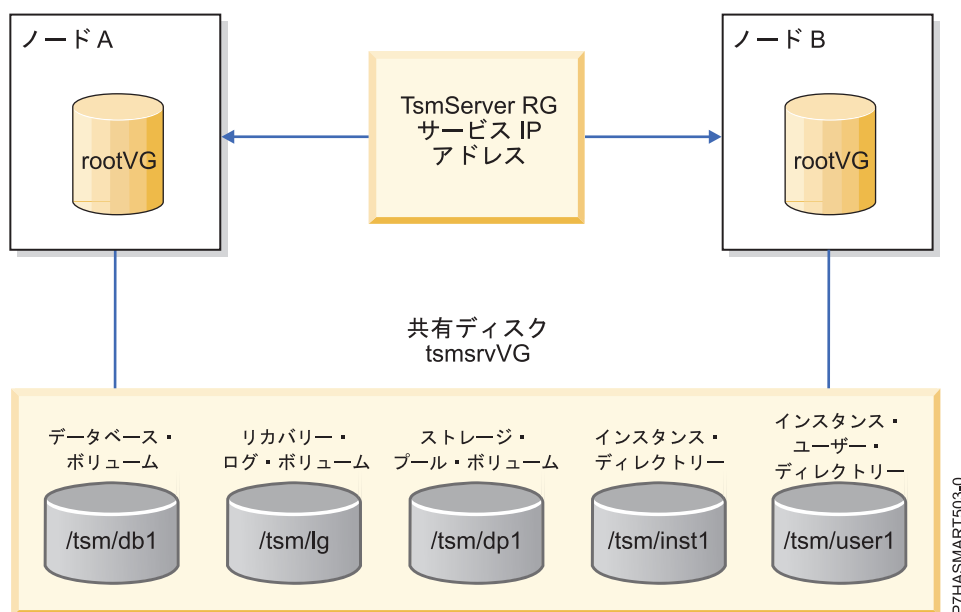 ノード A
ノード B
rootVG
TsmServer RG
サービス IP
アドレス
rootVG
共有ディスク
tsmsrvVG
データベース・
ボリューム
リカバリー・
ログ・ボリューム
ストレージ・
プール・ボリューム
インスタンス・
ディレクトリー
インスタンス・
ユーザー・
ディレクトリー
/tsm/db1
/tsm/lg
/tsm/dp1
/tsm/inst1
/tsm/user1
P7HASMART503-0